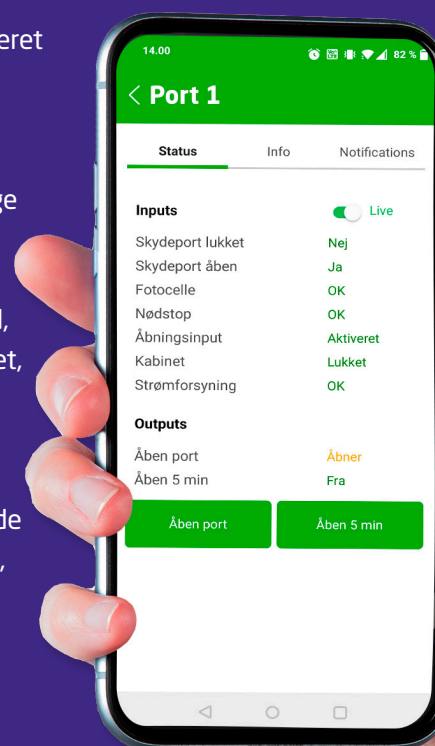 eret
ge
l,
et,
de
,
14.00 82 %
Port 1
Status Info Notifications
Inputs Live
Skydeport lukket Nej
Skydeport åben Ja
Fotocelle OK
Nødstop OK
Åbningsinput Aktiveret
Kabinet Lukket
Strømforsyning OK
Outputs
Åben port Åbner
Åben 5 min Fra
Åben port Åben 5 min